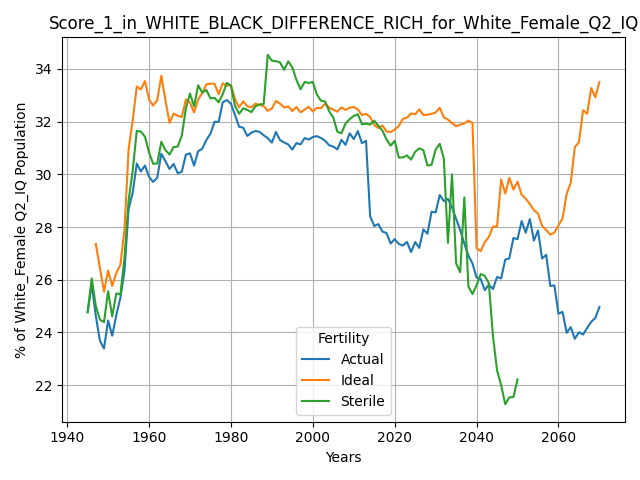 Score_1_in_WHITE_BLACK_DIFFERENCE_RICH_for_White_Female_Q2_IQ
% of White_Female Q2_IQ Population
34
32
30
28
26
24
22
Fertility
Actual
Ideal
Sterile
1940 1960 1980 2000 2020 2040 2060
Years